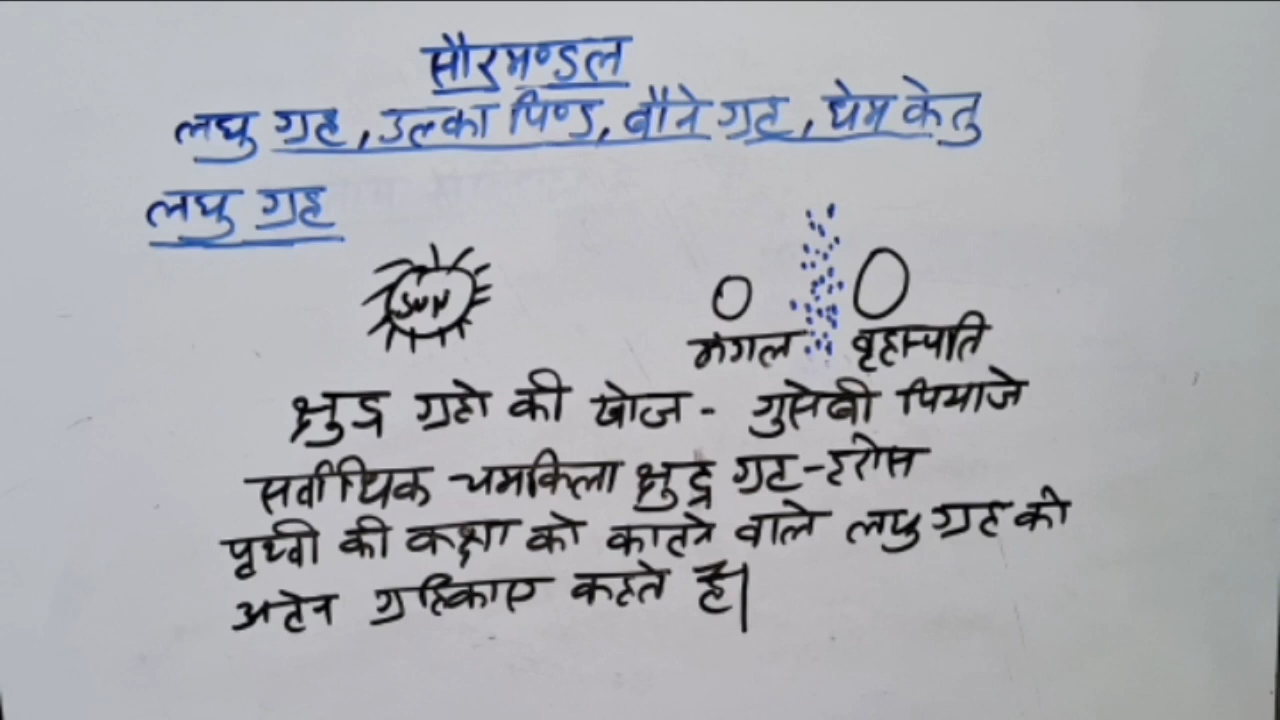 सौरमण्डल
लघु ग्रह, उल्का पिण्ड, बौने ग्रह, धेमकेतु
लघु ग्रह
SUN
मंगल वृहस्पति
क्षुद्र ग्रहो की खोज - गुसेबी पियाजे
सर्वाधिक चमकिला क्षुद्र ग्रह - हरोस
पृथ्वी की कक्षा को काटने वाले लघु ग्रह को
अटेन ग्रहिकाए कहते है।